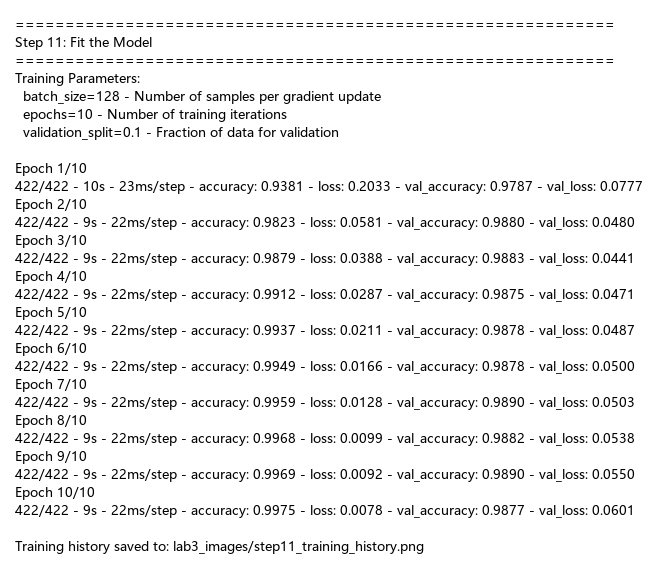 ============================================================
Step 11: Fit the Model
============================================================
Training Parameters:
batch_size=128 - Number of samples per gradient update
epochs=10 - Number of training iterations
validation_split=0.1 - Fraction of data for validation
Epoch 1/10
422/422 - 10s - 23ms/step - accuracy: 0.9381 - loss: 0.2033 - val_accuracy: 0.9787 - val_loss: 0.0777
Epoch 2/10
422/422 - 9s - 22ms/step - accuracy: 0.9823 - loss: 0.0581 - val_accuracy: 0.9880 - val_loss: 0.0480
Epoch 3/10
422/422 - 9s - 22ms/step - accuracy: 0.9879 - loss: 0.0388 - val_accuracy: 0.9883 - val_loss: 0.0441
Epoch 4/10
422/422 - 9s - 22ms/step - accuracy: 0.9912 - loss: 0.0287 - val_accuracy: 0.9875 - val_loss: 0.0471
Epoch 5/10
422/422 - 9s - 22ms/step - accuracy: 0.9937 - loss: 0.0211 - val_accuracy: 0.9878 - val_loss: 0.0487
Epoch 6/10
422/422 - 9s - 22ms/step - accuracy: 0.9949 - loss: 0.0166 - val_accuracy: 0.9878 - val_loss: 0.0500
Epoch 7/10
422/422 - 9s - 22ms/step - accuracy: 0.9959 - loss: 0.0128 - val_accuracy: 0.9890 - val_loss: 0.0503
Epoch 8/10
422/422 - 9s - 22ms/step - accuracy: 0.9968 - loss: 0.0099 - val_accuracy: 0.9882 - val_loss: 0.0538
Epoch 9/10
422/422 - 9s - 22ms/step - accuracy: 0.9969 - loss: 0.0092 - val_accuracy: 0.9890 - val_loss: 0.0550
Epoch 10/10
422/422 - 9s - 22ms/step - accuracy: 0.9975 - loss: 0.0078 - val_accuracy: 0.9877 - val_loss: 0.0601
Training history saved to: lab3_images/step11_training_history.png